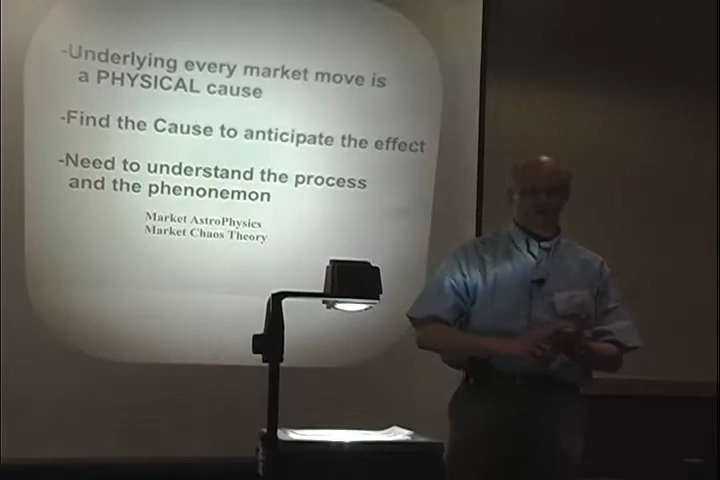 -Underlying every market move is
a PHYSICAL cause
-Find the Cause to anticipate the effect
-Need to understand the process
and the phenonemon
Market AstroPhysics
Market Chaos Theory